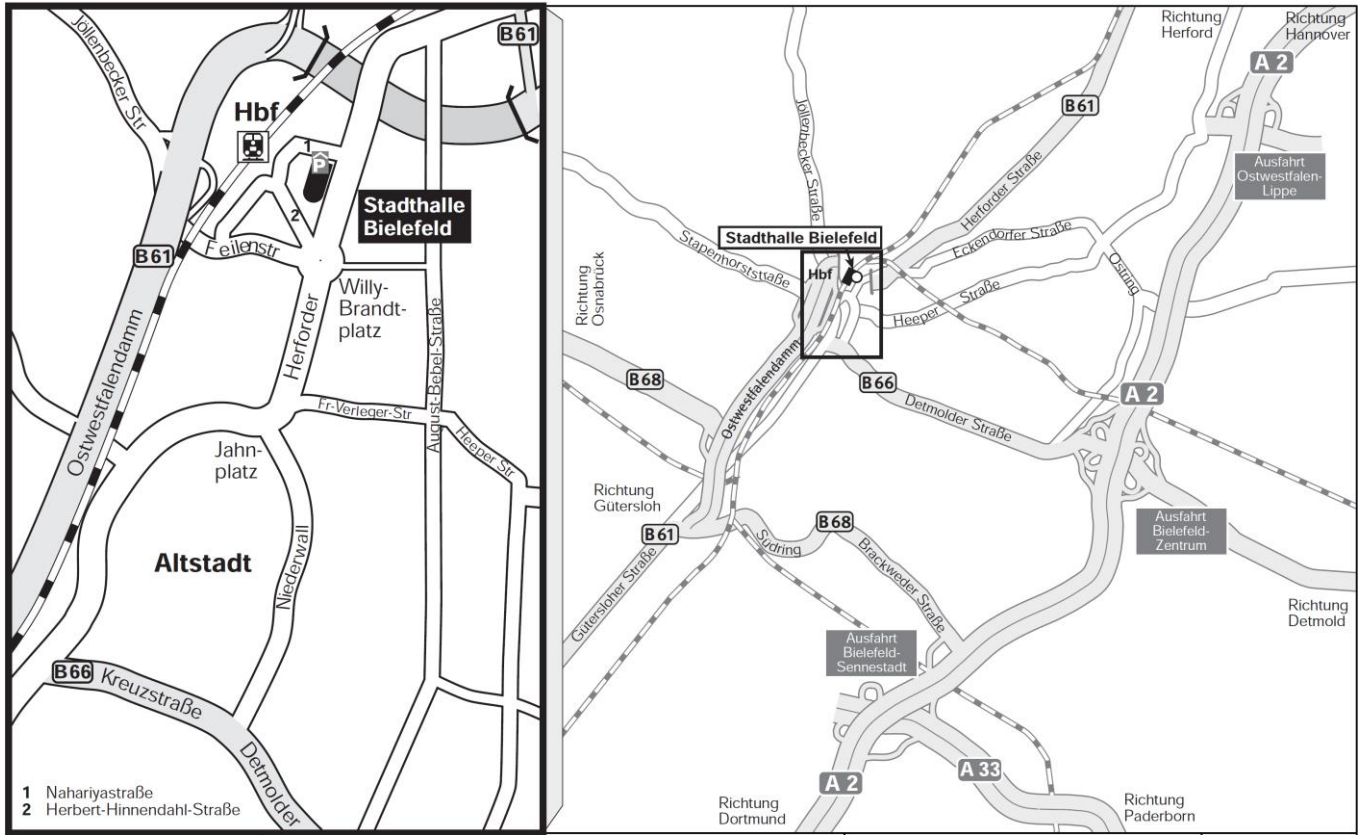 Jöllenbecker Str
B61
Hbf
1
P
2
Stadthalle
Bielefeld
Feilenstr
B61
Willy-
Brandt-
platz
Herforder
August-Bebel-Straße
Ostwestfalendamm
Fr-Verleger-Str
Heeper Str
Jahn-
platz
Altstadt
Niederwall
B66
Kreuzstraße
Detmolder
1 Nahariyastraße
2 Herbert-Hinnendahl-Straße
Richtung
Herford
Richtung
Hannover
A 2
B61
Jöllenbecker Straße
Herforder Straße
Ausfahrt
Ostwestfalen-
Lippe
Stadthalle Bielefeld
Stapenhorststraße
Hbf
Eckendorfer Straße
Ostring
Heeper Straße
Richtung
Osnabrück
B68
Ostwestfalendamm
B66
Detmolder Straße
A 2
Richtung
Gütersloh
B61
Südring
B68
Brackweder Straße
Ausfahrt
Bielefeld-
Zentrum
Gütersloher Straße
Richtung
Detmold
Ausfahrt
Bielefeld-
Sennestadt
A 2
A 33
Richtung
Dortmund
Richtung
Paderborn